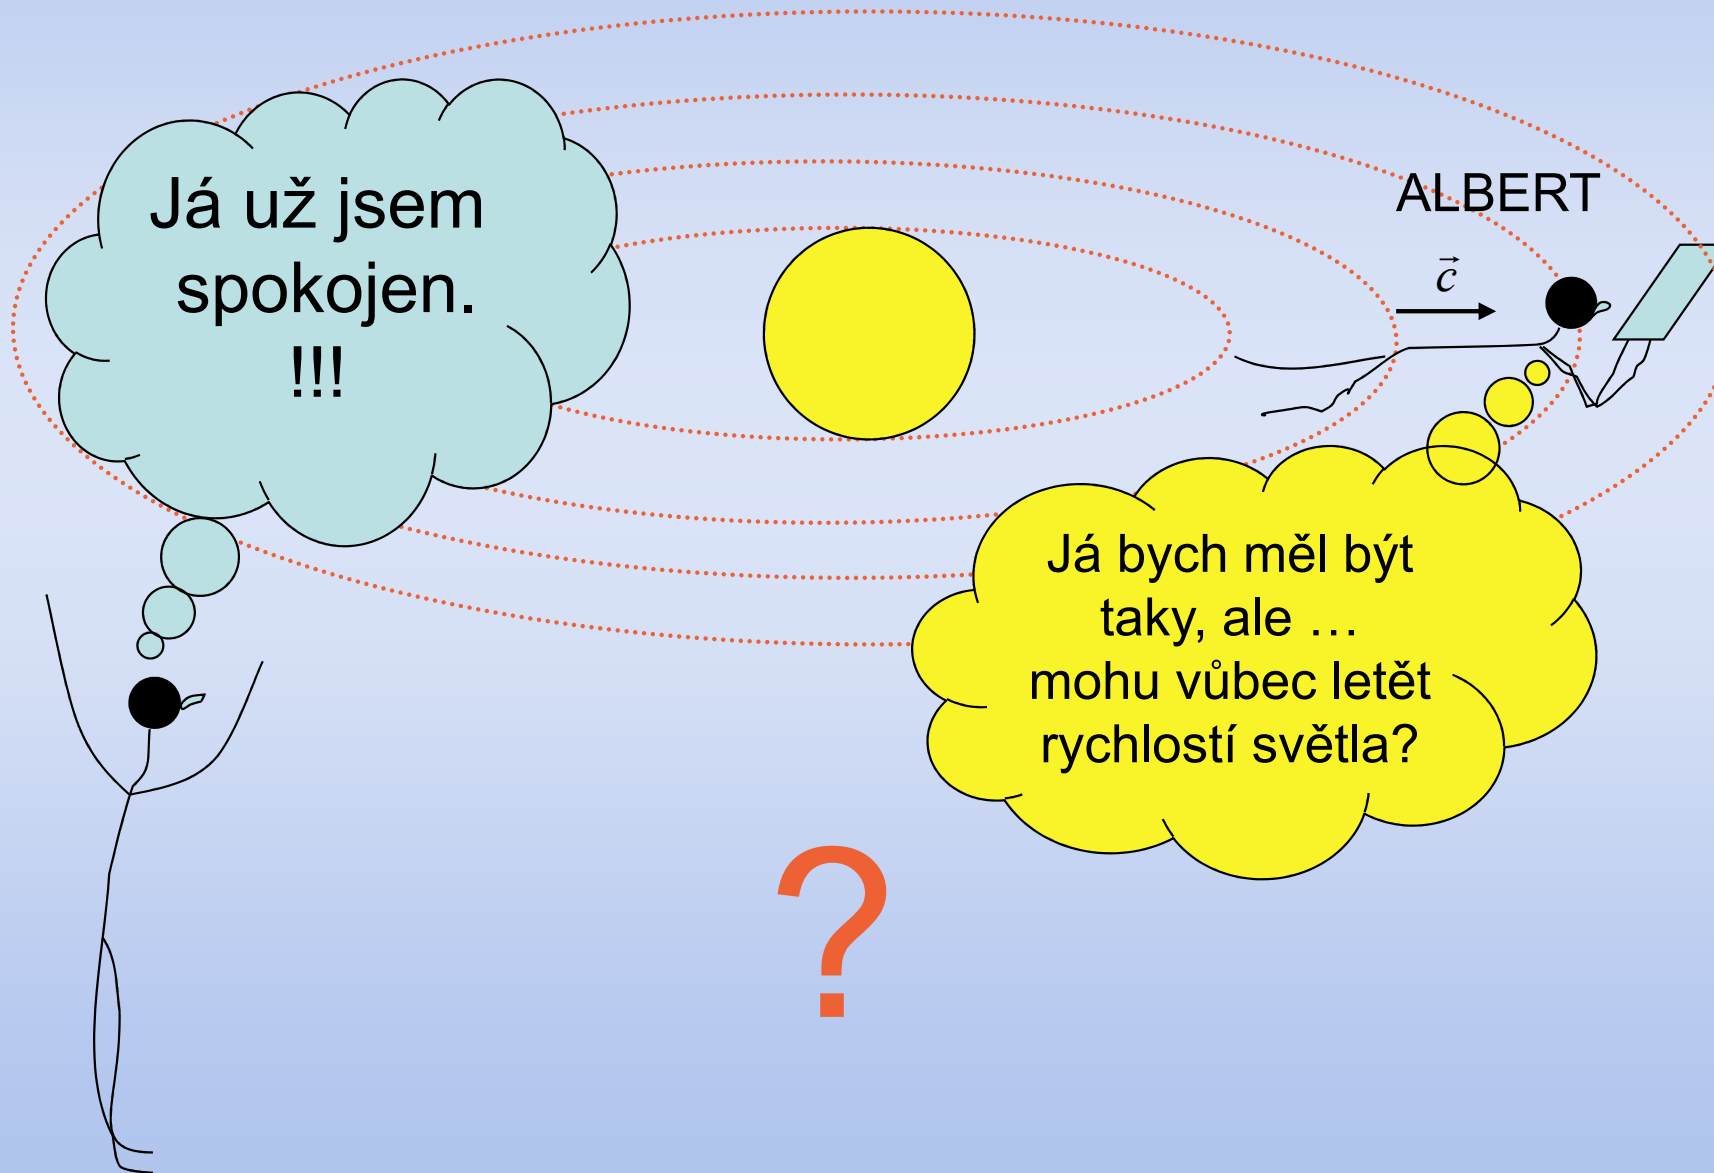 Já už jsem
spokojen.
!!!
ALBERT
c⃗
Já bych měl být
taky, ale …
mohu vůbec letět
rychlostí světla?
?